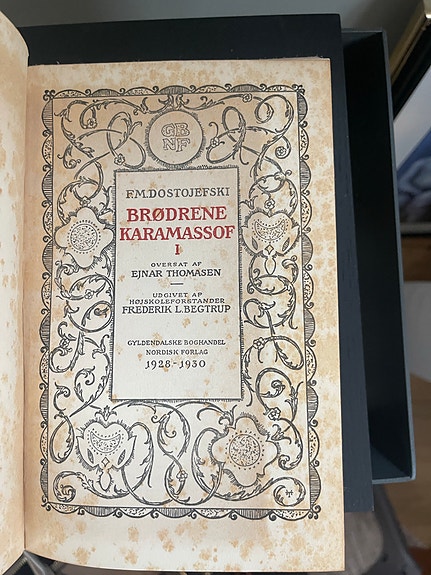 GB
NF
F.M.DOSTOJEFSKI
BRØDRENE
KARAMASSOF
I
OVERSAT AF
EJNAR THOMASEN
UDGIVET AF
HØJSKOLEFORSTANDER
FREDERIK L. BEGTRUP
GYLDENDALSKE BOGHANDEL
NORDISK FORLAG
1928-1930